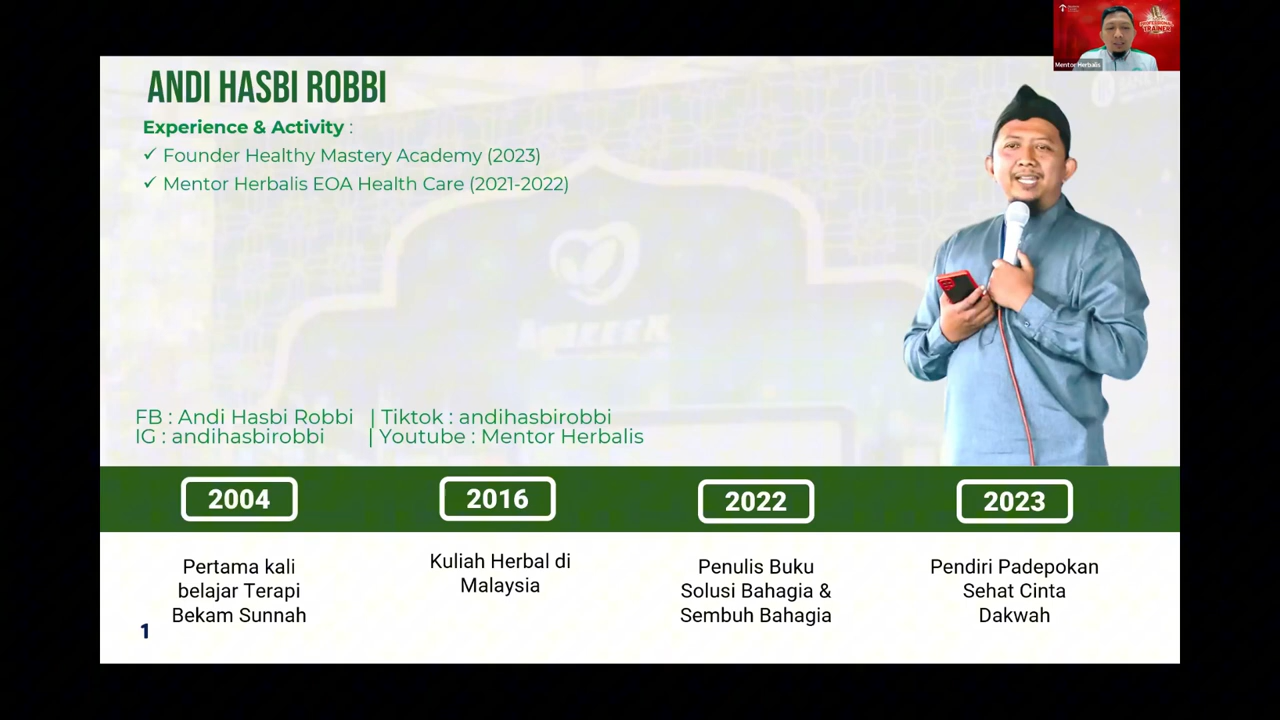 ANDI HASBI ROBBI
Experience & Activity :
✓ Founder Healthy Mastery Academy (2023)
✓ Mentor Herbalis EOA Health Care (2021-2022)
FB : Andi Hasbi Robbi | Tiktok : andihasbirobbi
IG : andihasbirobbi | Youtube : Mentor Herbalis
2004
Pertama kali
belajar Terapi
Bekam Sunnah
2016
Kuliah Herbal di
Malaysia
2022
Penulis Buku
Solusi Bahagia &
Sembuh Bahagia
2023
Pendiri Padepokan
Sehat Cinta
Dakwah
1
Mentor Herbalis
PROFESSIONAL
TRAINER